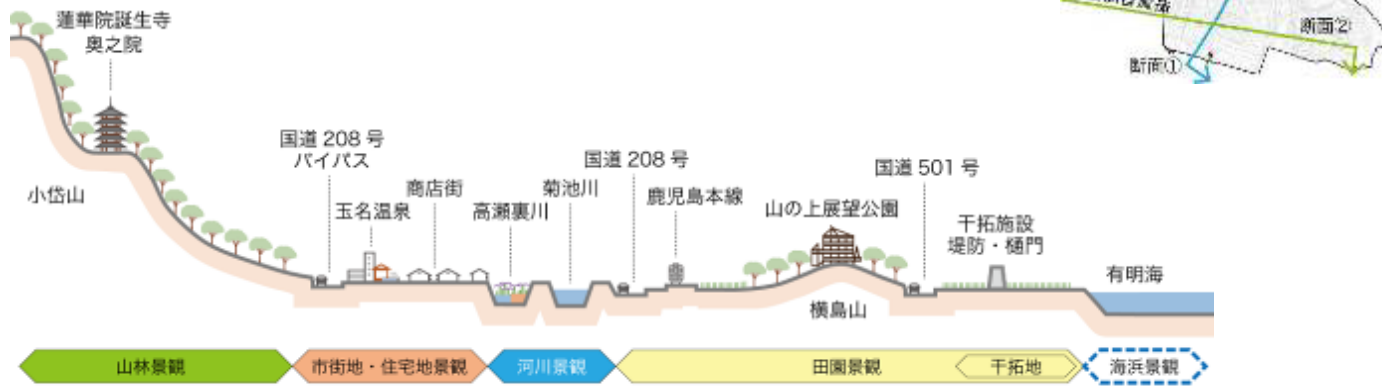 蓮華院誕生寺
奥之院
断面②
断面①
国道 208 号
バイパス
国道 208 号
国道 501 号
小岱山
玉名温泉
商店街
高瀬裏川
菊池川
鹿児島本線
山の上展望公園
干拓施設
堤防・樋門
有明海
横島山
山林景観
市街地・住宅地景観
河川景観
田園景観
干拓地
海浜景観